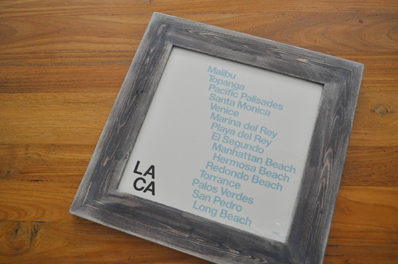 Malibu
Topanga
Pacific Palisades
Santa Monica
Venice
Marina del Rey
Playa del Rey
El Segundo
Manhattan Beach
Hermosa Beach
Redondo Beach
Torrance
Palos Verdes
San Pedro
Long Beach
LA
CA